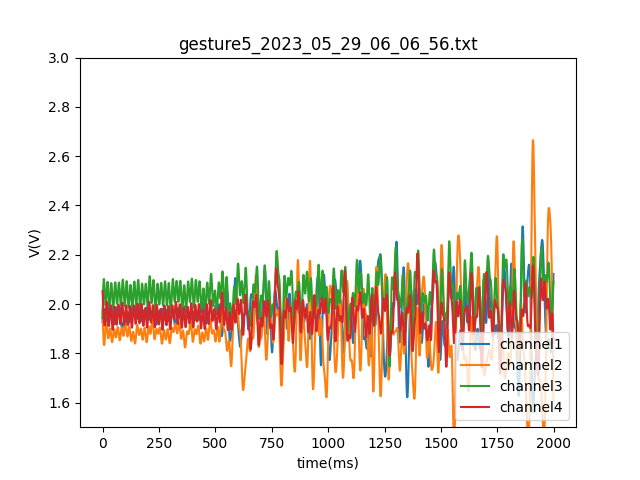 gesture5_2023_05_29_06_06_56.txt
3.0
2.8
2.6
2.4
2.2
2.0
1.8
1.6
V(V)
channel1
channel2
channel3
channel4
0 250 500 750 1000 1250 1500 1750 2000
time(ms)